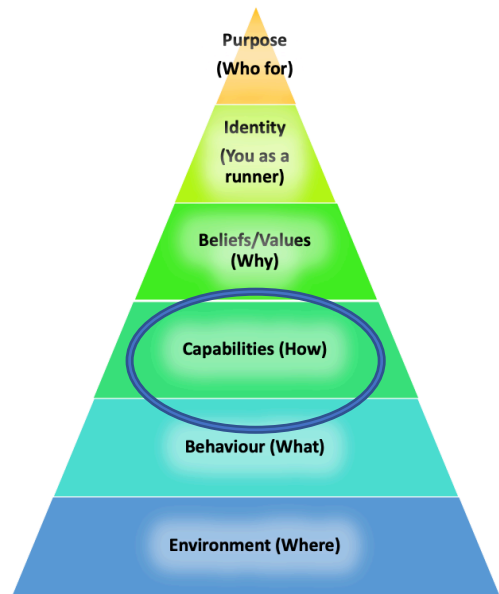 Purpose
(Who for)
Identity
(You as a
runner)
Beliefs/Values
(Why)
Capabilities (How)
Behaviour (What)
Environment (Where)